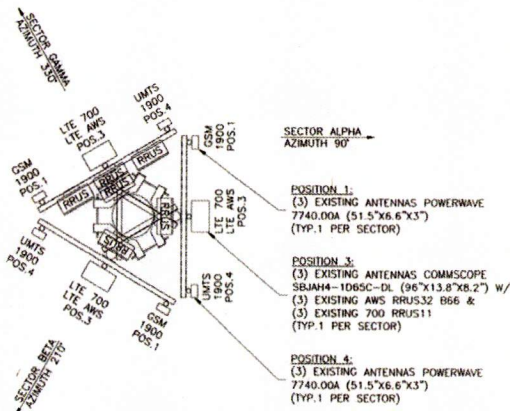 SECTOR GAMMA
AZIMUTH 330°
UMTS
1900
POS.4
LTE 700
LTE AWS
POS.3
GSM
1900
POS.1
RRUS
RRUS
RRUS
RRUS
GSM
1900
POS.1
SECTOR ALPHA
AZIMUTH 90°
LTE 700
LTE AWS
POS.3
RRUS
RRUS
UMTS
1900
POS.4
UMTS
1900
POS.4
LTE 700
LTE AWS
POS.3
GSM
1900
POS.1
SECTOR BETA
AZIMUTH 210°
POSITION 1:
(3) EXISTING ANTENNAS POWERWAVE
7740.00A (51.5"X6.6"X3")
(TYP.1 PER SECTOR)
POSITION 3:
(3) EXISTING ANTENNAS COMMSCOPE
SBJAH4-1D65C-DL (96"X13.8"X8.2") W/
(3) EXISTING AWS RRUS32 B66 &
(3) EXISTING 700 RRUS11
(TYP.1 PER SECTOR)
POSITION 4:
(3) EXISTING ANTENNAS POWERWAVE
7740.00A (51.5"X6.6"X3")
(TYP.1 PER SECTOR)